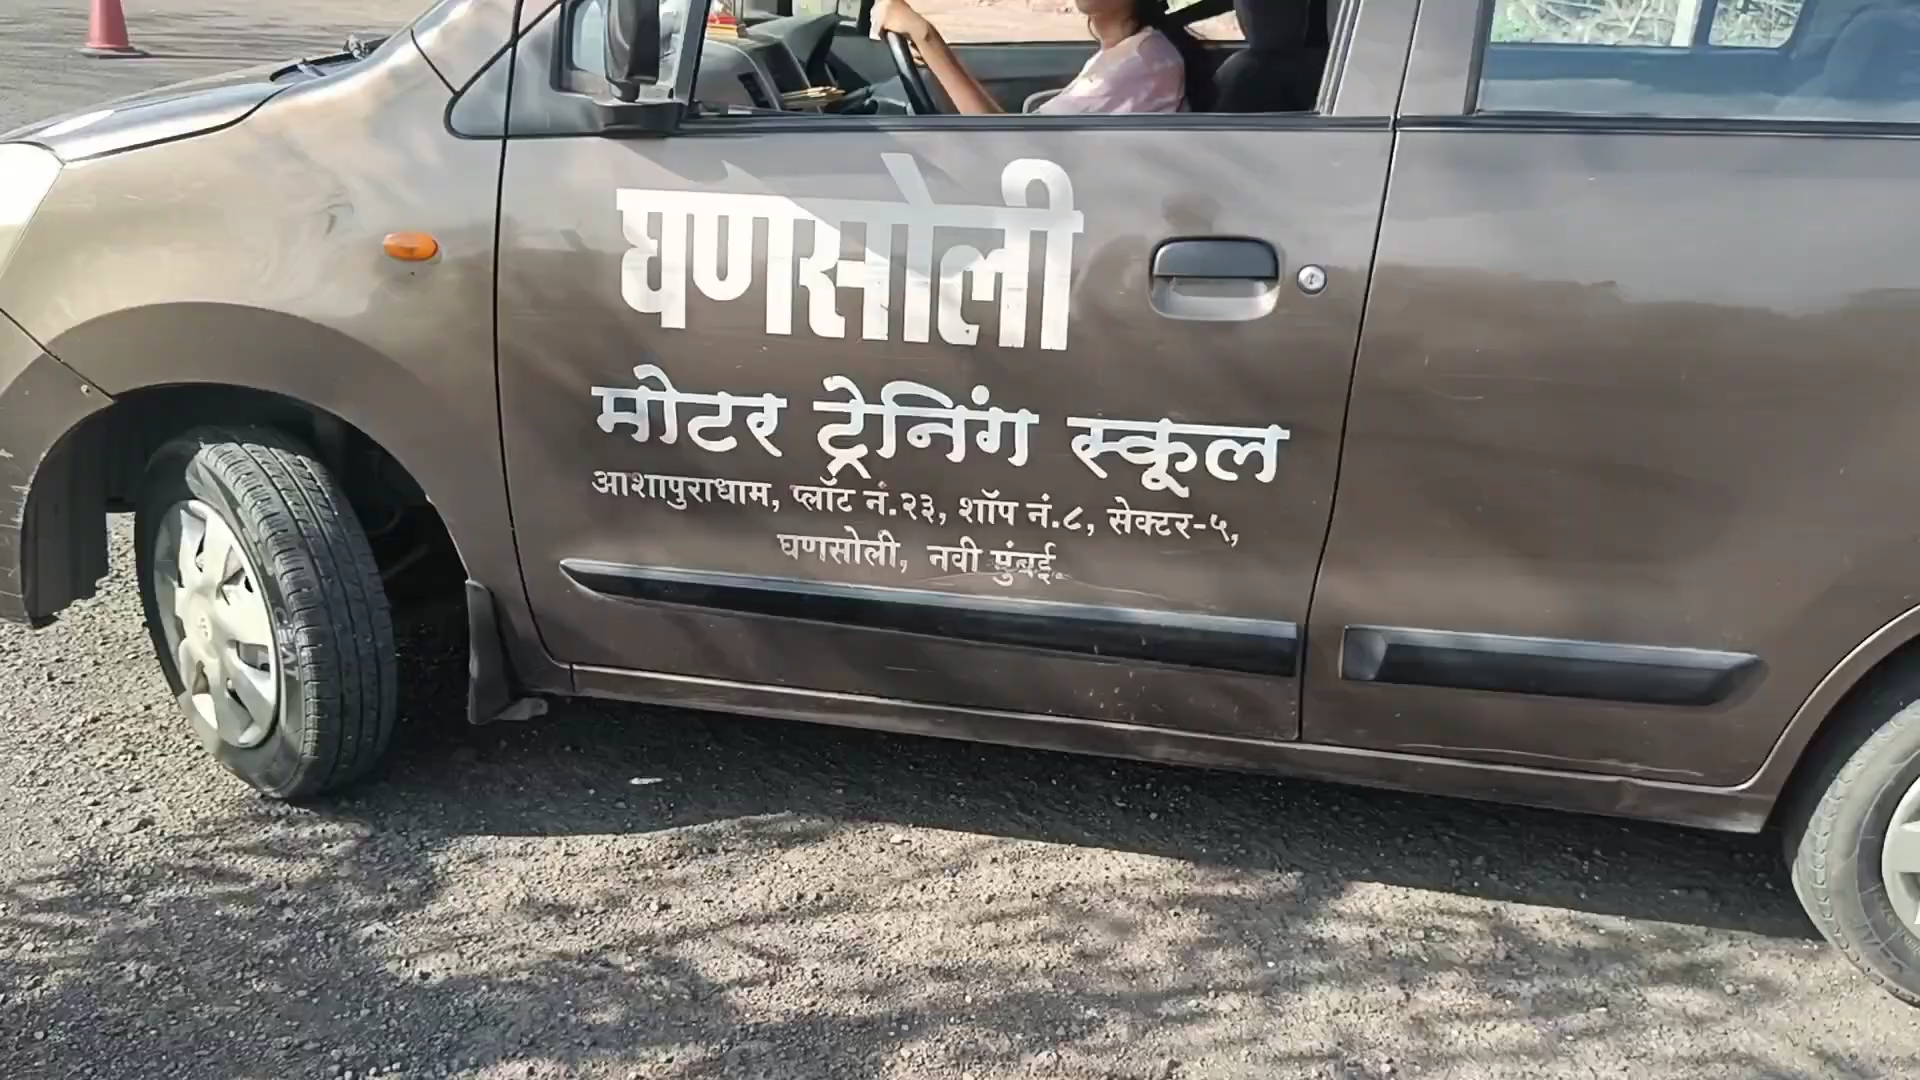 घणसोली
मोटर ट्रेनिंग स्कूल
आशापुराधाम, प्लॉट नं.२३, शॉप नं.८, सेक्टर-५,
घणसोली, नवी मुंबई.